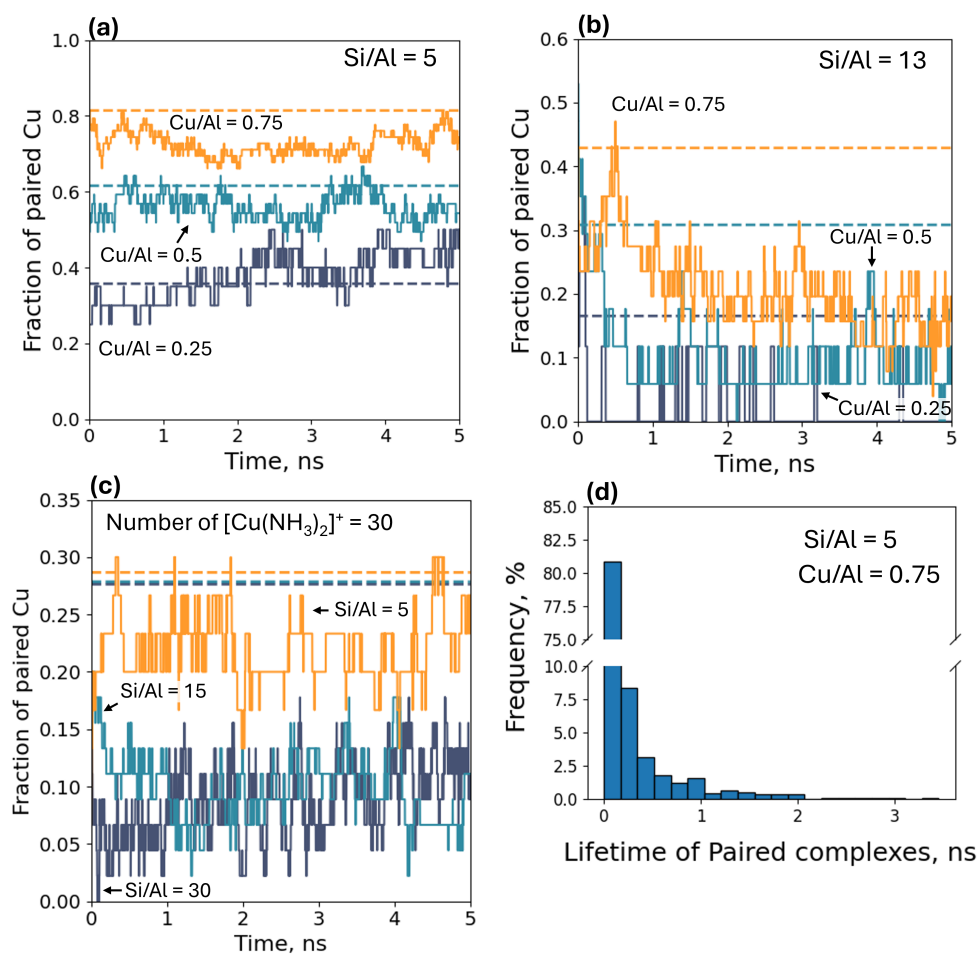 (a)
Si/Al = 5
Cu/Al = 0.75
Cu/Al = 0.5
Cu/Al = 0.25
Fraction of paired Cu
1.0
0.8
0.6
0.4
0.2
0.0
0 1 2 3 4 5
Time, ns
(b)
Si/Al = 13
Cu/Al = 0.75
Cu/Al = 0.5
Cu/Al = 0.25
Fraction of paired Cu
0.6
0.5
0.4
0.3
0.2
0.1
0.0
0 1 2 3 4 5
Time, ns
(c)
Number of [Cu(NH₃)₂]⁺ = 30
Si/Al = 5
Si/Al = 15
Si/Al = 30
Fraction of paired Cu
0.35
0.30
0.25
0.20
0.15
0.10
0.05
0.00
0 1 2 3 4 5
Time, ns
(d)
Si/Al = 5
Cu/Al = 0.75
Frequency, %
85.0
82.5
80.0
77.5
75.0
10.0
7.5
5.0
2.5
0.0
0 1 2 3
Lifetime of Paired complexes, ns